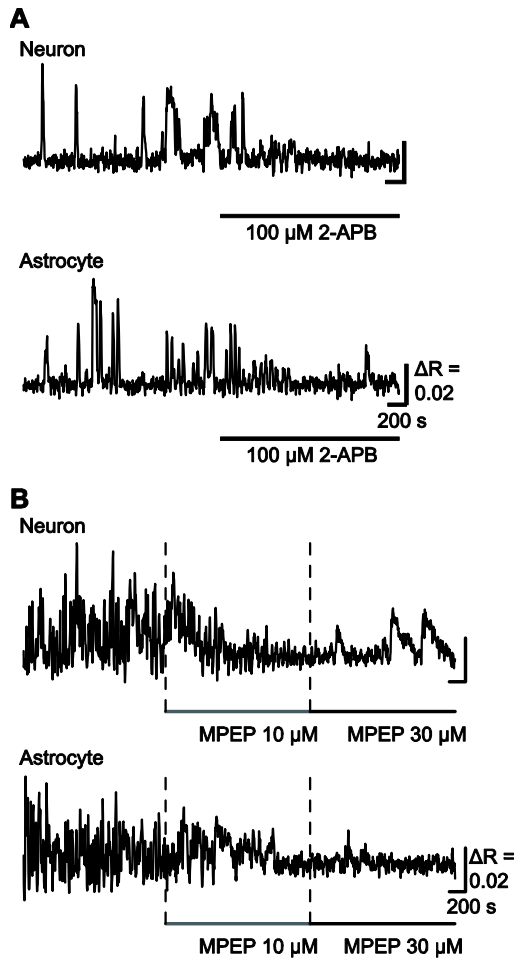 A
Neuron
100 µM 2-APB
Astrocyte
ΔR =
0.02
200 s
100 µM 2-APB
B
Neuron
MPEP 10 µM MPEP 30 µM
Astrocyte
ΔR =
0.02
200 s
MPEP 10 µM MPEP 30 µM